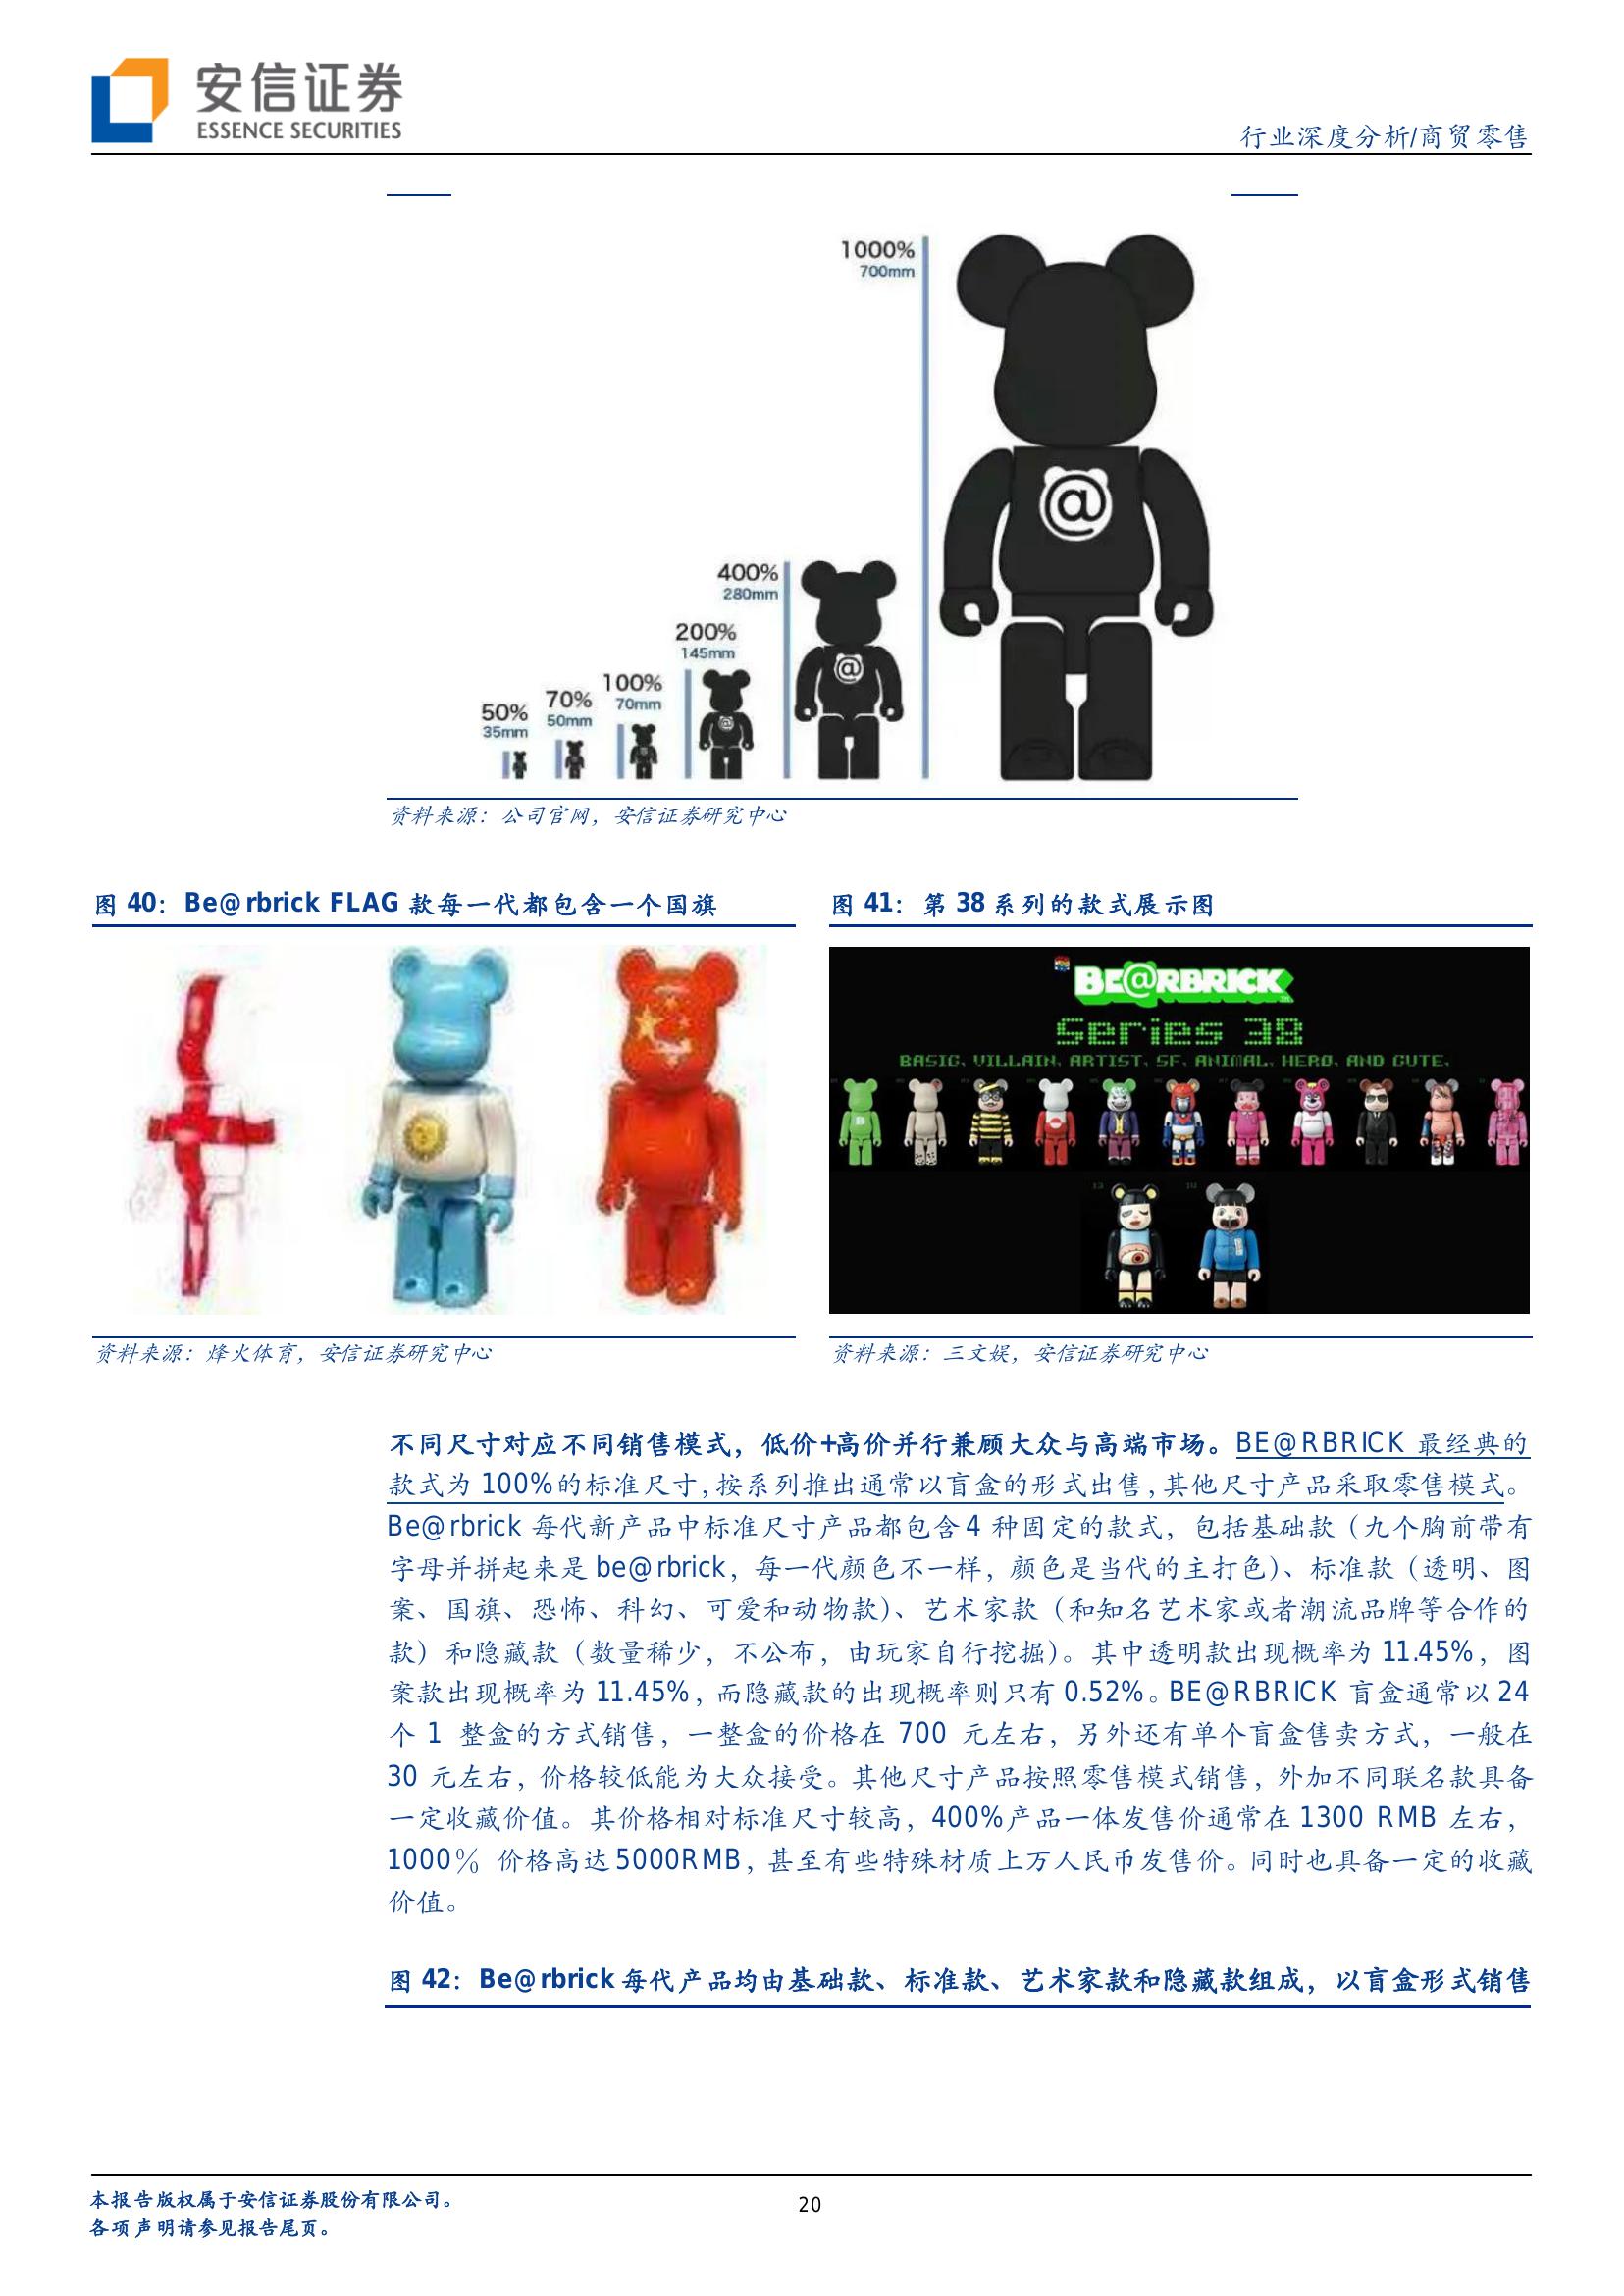 安信证券
ESSENCE SECURITIES
行业深度分析/商贸零售
1000%
700mm
400%
280mm
200%
145mm
100%
70mm
70%
50mm
50%
35mm
@
@
@
资料来源：公司官网，安信证券研究中心
图 40：Be@rbrick FLAG 款每一代都包含一个国旗
图 41：第 38 系列的款式展示图
BE@RBRICK
Series 38
BASIC, VILLAIN, ARTIST, SF, ANIMAL, HERO, AND CUTE.
B
资料来源：烽火体育，安信证券研究中心
资料来源：三文娱，安信证券研究中心
不同尺寸对应不同销售模式，低价+高价并行兼顾大众与高端市场。BE@RBRICK 最经典的
款式为 100%的标准尺寸，按系列推出通常以盲盒的形式出售，其他尺寸产品采取零售模式。
Be@rbrick 每代新产品中标准尺寸产品都包含 4 种固定的款式，包括基础款（九个胸前带有
字母并拼起来是 be@rbrick，每一代颜色不一样，颜色是当代的主打色）、标准款（透明、图
案、国旗、恐怖、科幻、可爱和动物款）、艺术家款（和知名艺术家或者潮流品牌等合作的
款）和隐藏款（数量稀少，不公布，由玩家自行挖掘）。其中透明款出现概率为 11.45%，图
案款出现概率为 11.45%，而隐藏款的出现概率则只有 0.52%。BE@RBRICK 盲盒通常以 24
个 1 整盒的方式销售，一整盒的价格在 700 元左右，另外还有单个盲盒售卖方式，一般在
30 元左右，价格较低能为大众接受。其他尺寸产品按照零售模式销售，外加不同联名款具备
一定收藏价值。其价格相对标准尺寸较高，400%产品一体发售价通常在 1300 RMB 左右，
1000％ 价格高达 5000RMB，甚至有些特殊材质上万人民币发售价。同时也具备一定的收藏
价值。
图 42：Be@rbrick 每代产品均由基础款、标准款、艺术家款和隐藏款组成，以盲盒形式销售
本报告版权属于安信证券股份有限公司。
20
各项声明请参见报告尾页。